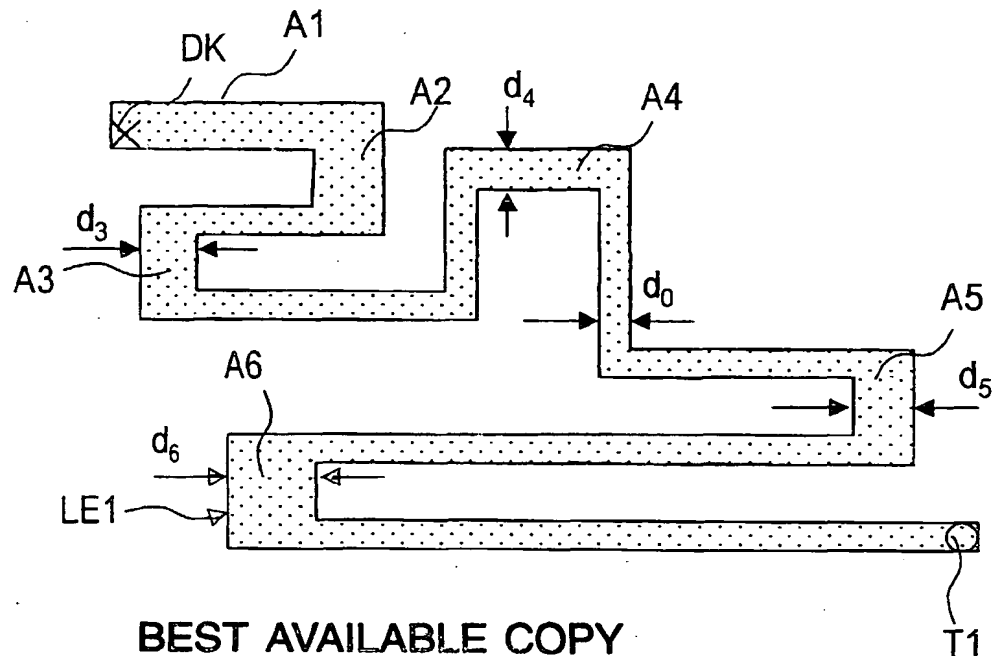 A1
DK
A2
d4
A4
d3
A3
d0
A5
A6
d5
d6
LE1
T1
BEST AVAILABLE COPY